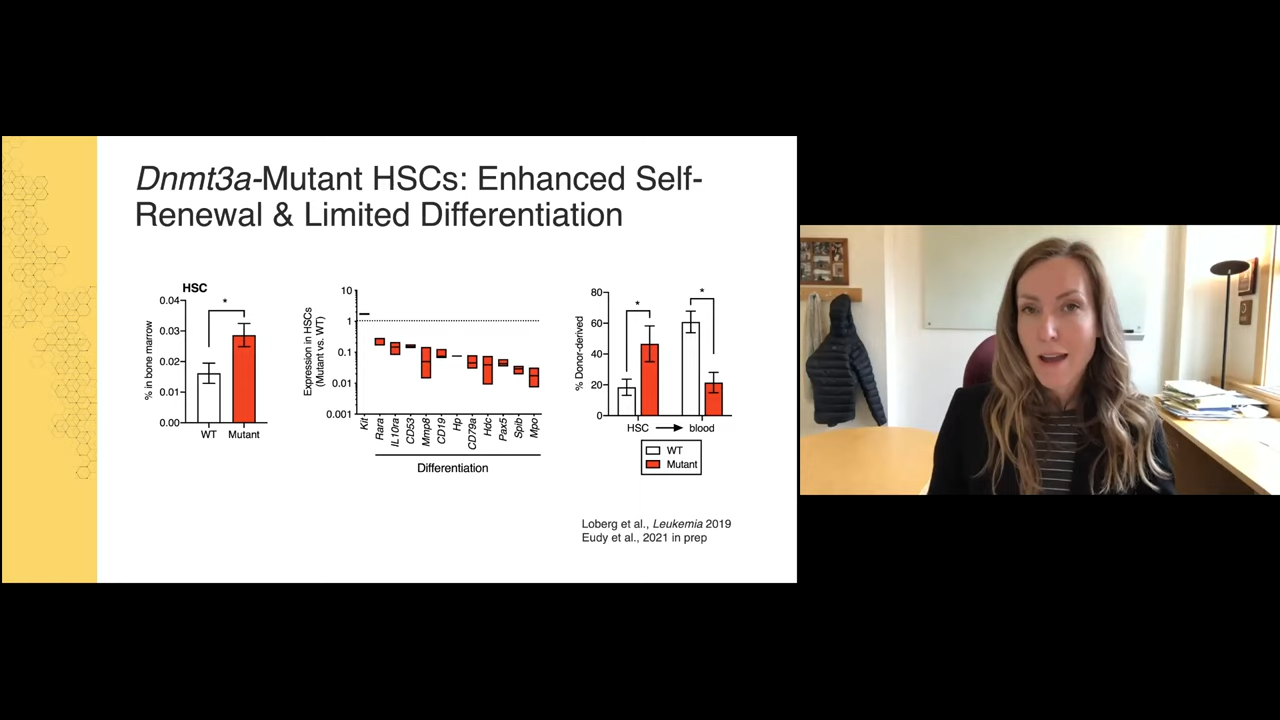 Dnmt3a-Mutant HSCs: Enhanced Self-
Renewal & Limited Differentiation
HSC
% in bone marrow
0.04
0.03
0.02
0.01
0.00
*
WT
Mutant
Expression in HSCs
(Mutant vs. WT)
10
1
0.1
0.01
0.001
Kit
Rara
IL10ra
CD53
Mmp8
CD19
Hp
CD79a
Hdc
Pax5
Spib
Mpo
Differentiation
% Donor-derived
80
60
40
20
0
*
*
HSC
blood
WT
Mutant
Loberg et al., Leukemia 2019
Eudy et al., 2021 in prep